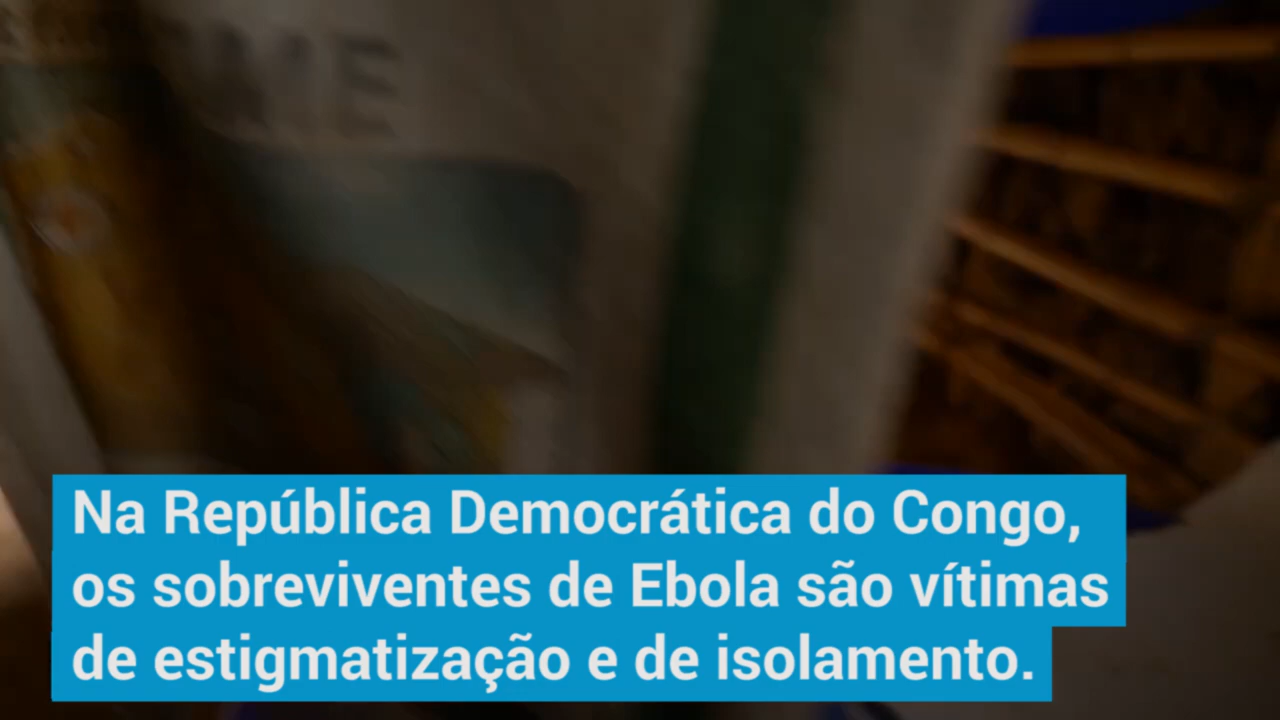 Na República Democrática do Congo,
os sobreviventes de Ebola são vítimas
de estigmatização e de isolamento.